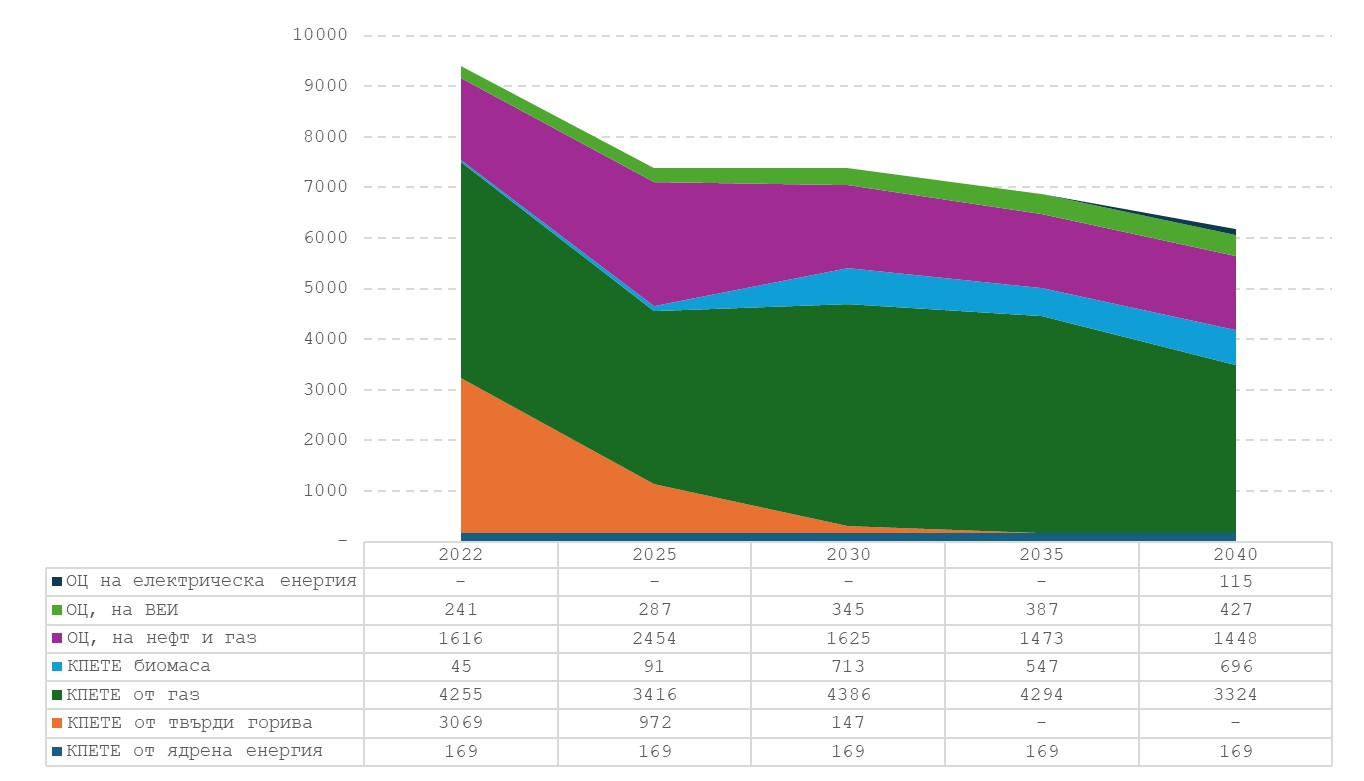 10000
9000
8000
7000
6000
5000
4000
3000
2000
1000
–
2022 2025 2030 2035 2040
ОЦ на електрическа енергия – – – – 115
ОЦ, на ВЕИ 241 287 345 387 427
ОЦ, на нефт и газ 1616 2454 1625 1473 1448
КПЕТЕ биомаса 45 91 713 547 696
КПЕТЕ от газ 4255 3416 4386 4294 3324
КПЕТЕ от твърди горива 3069 972 147 – –
КПЕТЕ от ядрена енергия 169 169 169 169 169